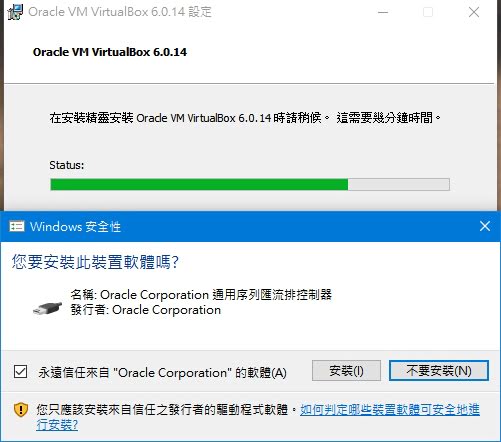 Oracle VM VirtualBox 6.0.14 設定
Oracle VM VirtualBox 6.0.14
在安裝精靈安裝 Oracle VM VirtualBox 6.0.14 時請稍候。 這需要幾分鐘時間。
Status:
Windows 安全性
您要安裝此裝置軟體嗎?
名稱: Oracle Corporation 通用序列匯流排控制器
發行者: Oracle Corporation
永遠信任來自 "Oracle Corporation" 的軟體(A)
安裝(I)
不要安裝(N)
您只應該安裝來自信任之發行者的驅動程式軟體。如何判定哪些裝置軟體可安全地進
行安裝?